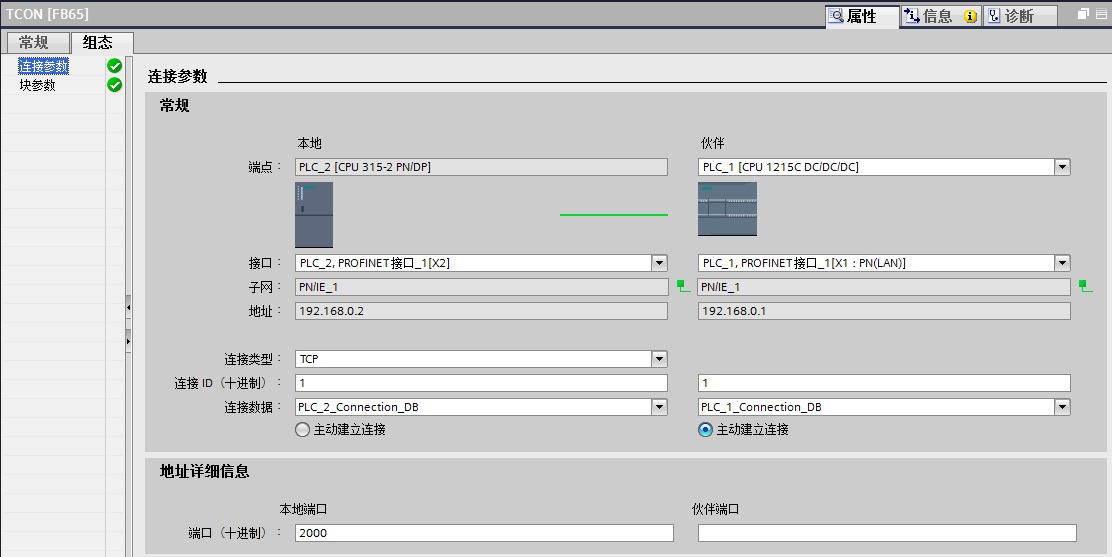 TCON [FB65]
属性 信息 诊断
常规 组态
连接参数
块参数
连接参数
常规
本地 伙伴
端点： PLC_2 [CPU 315-2 PN/DP] PLC_1 [CPU 1215C DC/DC/DC]
接口： PLC_2, PROFINET接口_1[X2] PLC_1, PROFINET接口_1[X1 : PN(LAN)]
子网： PN/IE_1 PN/IE_1
地址： 192.168.0.2 192.168.0.1
连接类型： TCP
连接 ID（十进制）： 1 1
连接数据： PLC_2_Connection_DB PLC_1_Connection_DB
主动建立连接 主动建立连接
地址详细信息
本地端口 伙伴端口
端口（十进制）： 2000